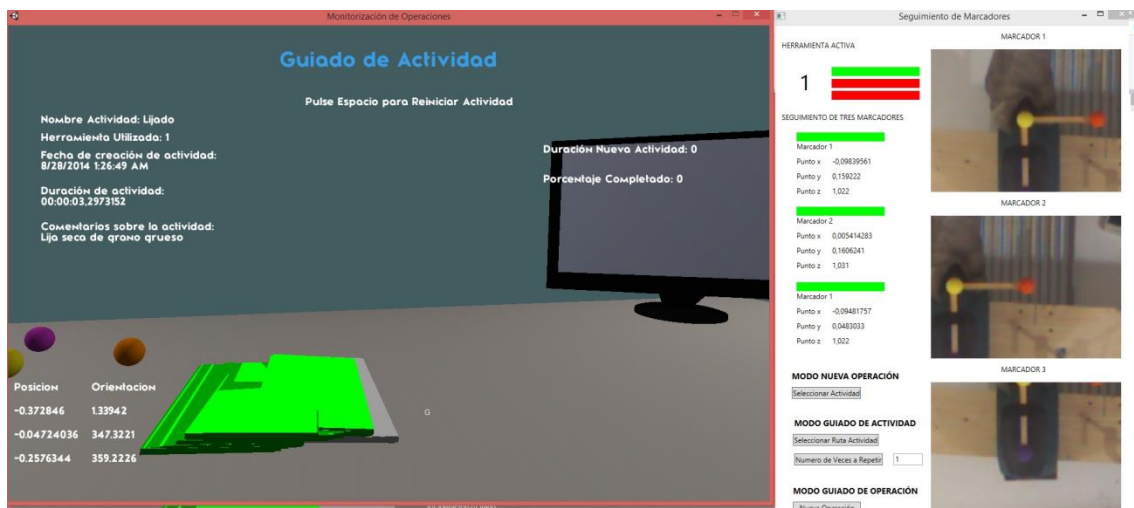 Monitorización de Operaciones
Guiado de Actividad
Pulse Espacio para Reiniciar Actividad
Nombre Actividad: Lijado
Herramienta Utilizada: 1
Fecha de creación de actividad:
8/28/2014 1:26:49 AM
Duración de actividad:
00:00:03,2973152
Comentarios sobre la actividad:
Lija seca de grano grueso
Duración Nueva Actividad: 0
Porcentaje Completado: 0
Posicion Orientacion
-0.372846 1.33942
-0.04724036 347.3221
-0.2576344 359.2226
G
Seguimiento de Marcadores
HERRAMIENTA ACTIVA
1
SEGUIMIENTO DE TRES MARCADORES
Marcador 1
Punto x -0,09839561
Punto y 0,159222
Punto z 1,022
Marcador 2
Punto x 0,005414283
Punto y 0,1606241
Punto z 1,031
Marcador 1
Punto x -0,09481757
Punto y 0,0483033
Punto z 1,022
MODO NUEVA OPERACIÓN
Seleccionar Actividad
MODO GUIADO DE ACTIVIDAD
Seleccionar Ruta Actividad
Numero de Veces a Repetir 1
MODO GUIADO DE OPERACIÓN
Nueva Operación
MARCADOR 1
MARCADOR 2
MARCADOR 3